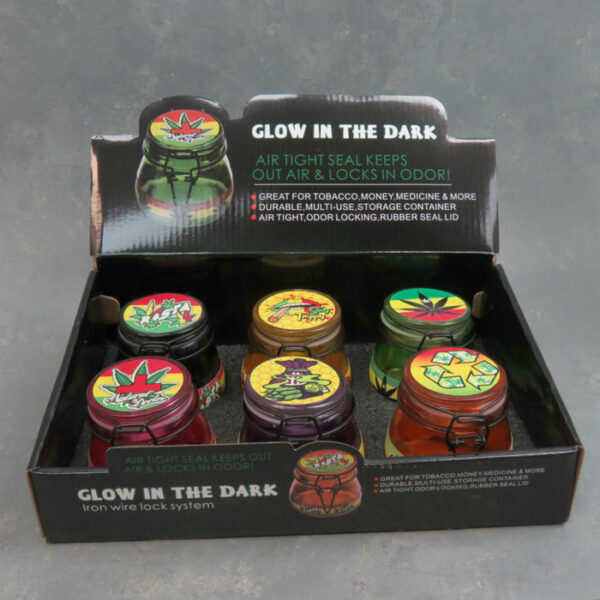 GLOW IN THE DARK
AIR TIGHT SEAL KEEPS
OUT AIR & LOCKS IN ODOR!
GREAT FOR TOBACCO,MONEY,MEDICINE & MORE
DURABLE,MULTI-USE,STORAGE CONTAINER
AIR TIGHT,ODOR LOCKING,RUBBER SEAL LID
RASTA
AIR TIGHT SEAL KEEPS OUT
AIR & LOCKS IN ODOR!
GLOW IN THE DARK
Iron wire lock system
GREAT FOR TOBACCO,MONEY,MEDICINE & MORE
DURABLE,MULTI-USE,STORAGE CONTAINER
AIR TIGHT,ODOR LOCKING,RUBBER SEAL LID